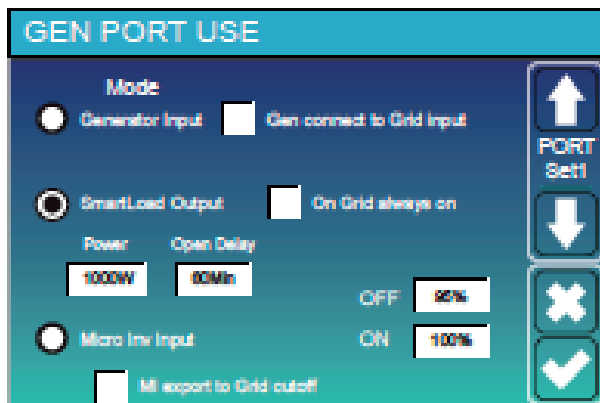 GEN PORT USE
Mode
Generator Input Gen connect to Grid input
PORT
Set1
SmartLoad Output On Grid always on
Power Open Delay
1000W 60Min
OFF 95%
Micro Inv Input ON 100%
MI export to Grid cutoff